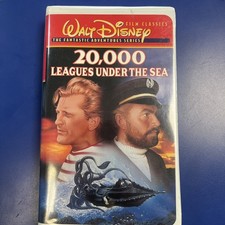 WALT DISNEY
FILM CLASSICS
THE FANTASTIC ADVENTURES SERIES
20,000
LEAGUES UNDER THE SEA